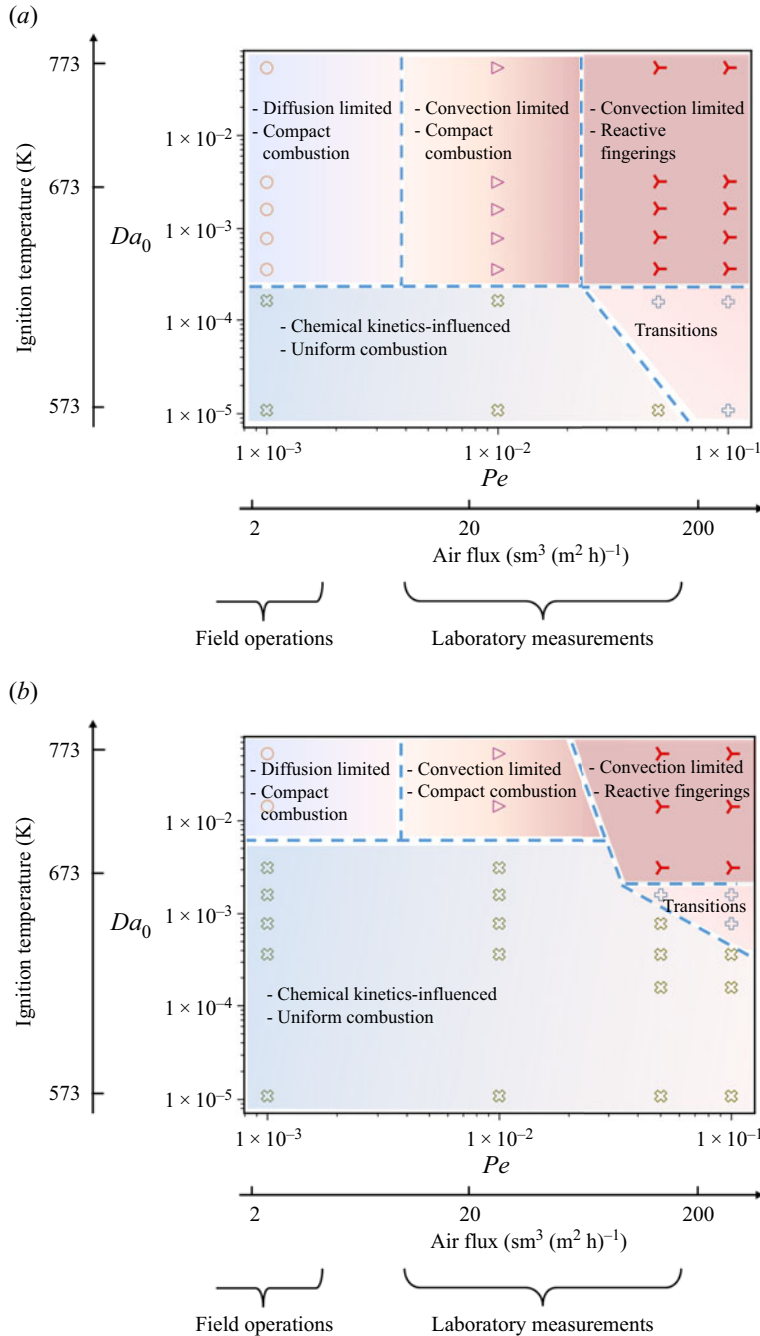 (a)
773
- Diffusion limited
- Compact
combustion
- Convection limited
- Compact
combustion
- Convection limited
- Reactive
fingerings
1 × 10⁻²
673
Ignition temperature (K)
Da₀
1 × 10⁻³
1 × 10⁻⁴
- Chemical kinetics-influenced
- Uniform combustion
Transitions
573
1 × 10⁻⁵
1 × 10⁻³
1 × 10⁻²
1 × 10⁻¹
Pe
2
20
200
Air flux (sm³ (m² h)⁻¹)
Field operations
Laboratory measurements
(b)
773
- Diffusion limited
- Compact
combustion
- Convection limited
- Compact combustion
- Convection limited
- Reactive fingerings
1 × 10⁻²
673
Ignition temperature (K)
Da₀
1 × 10⁻³
Transitions
1 × 10⁻⁴
- Chemical kinetics-influenced
- Uniform combustion
573
1 × 10⁻⁵
1 × 10⁻³
1 × 10⁻²
1 × 10⁻¹
Pe
2
20
200
Air flux (sm³ (m² h)⁻¹)
Field operations
Laboratory measurements